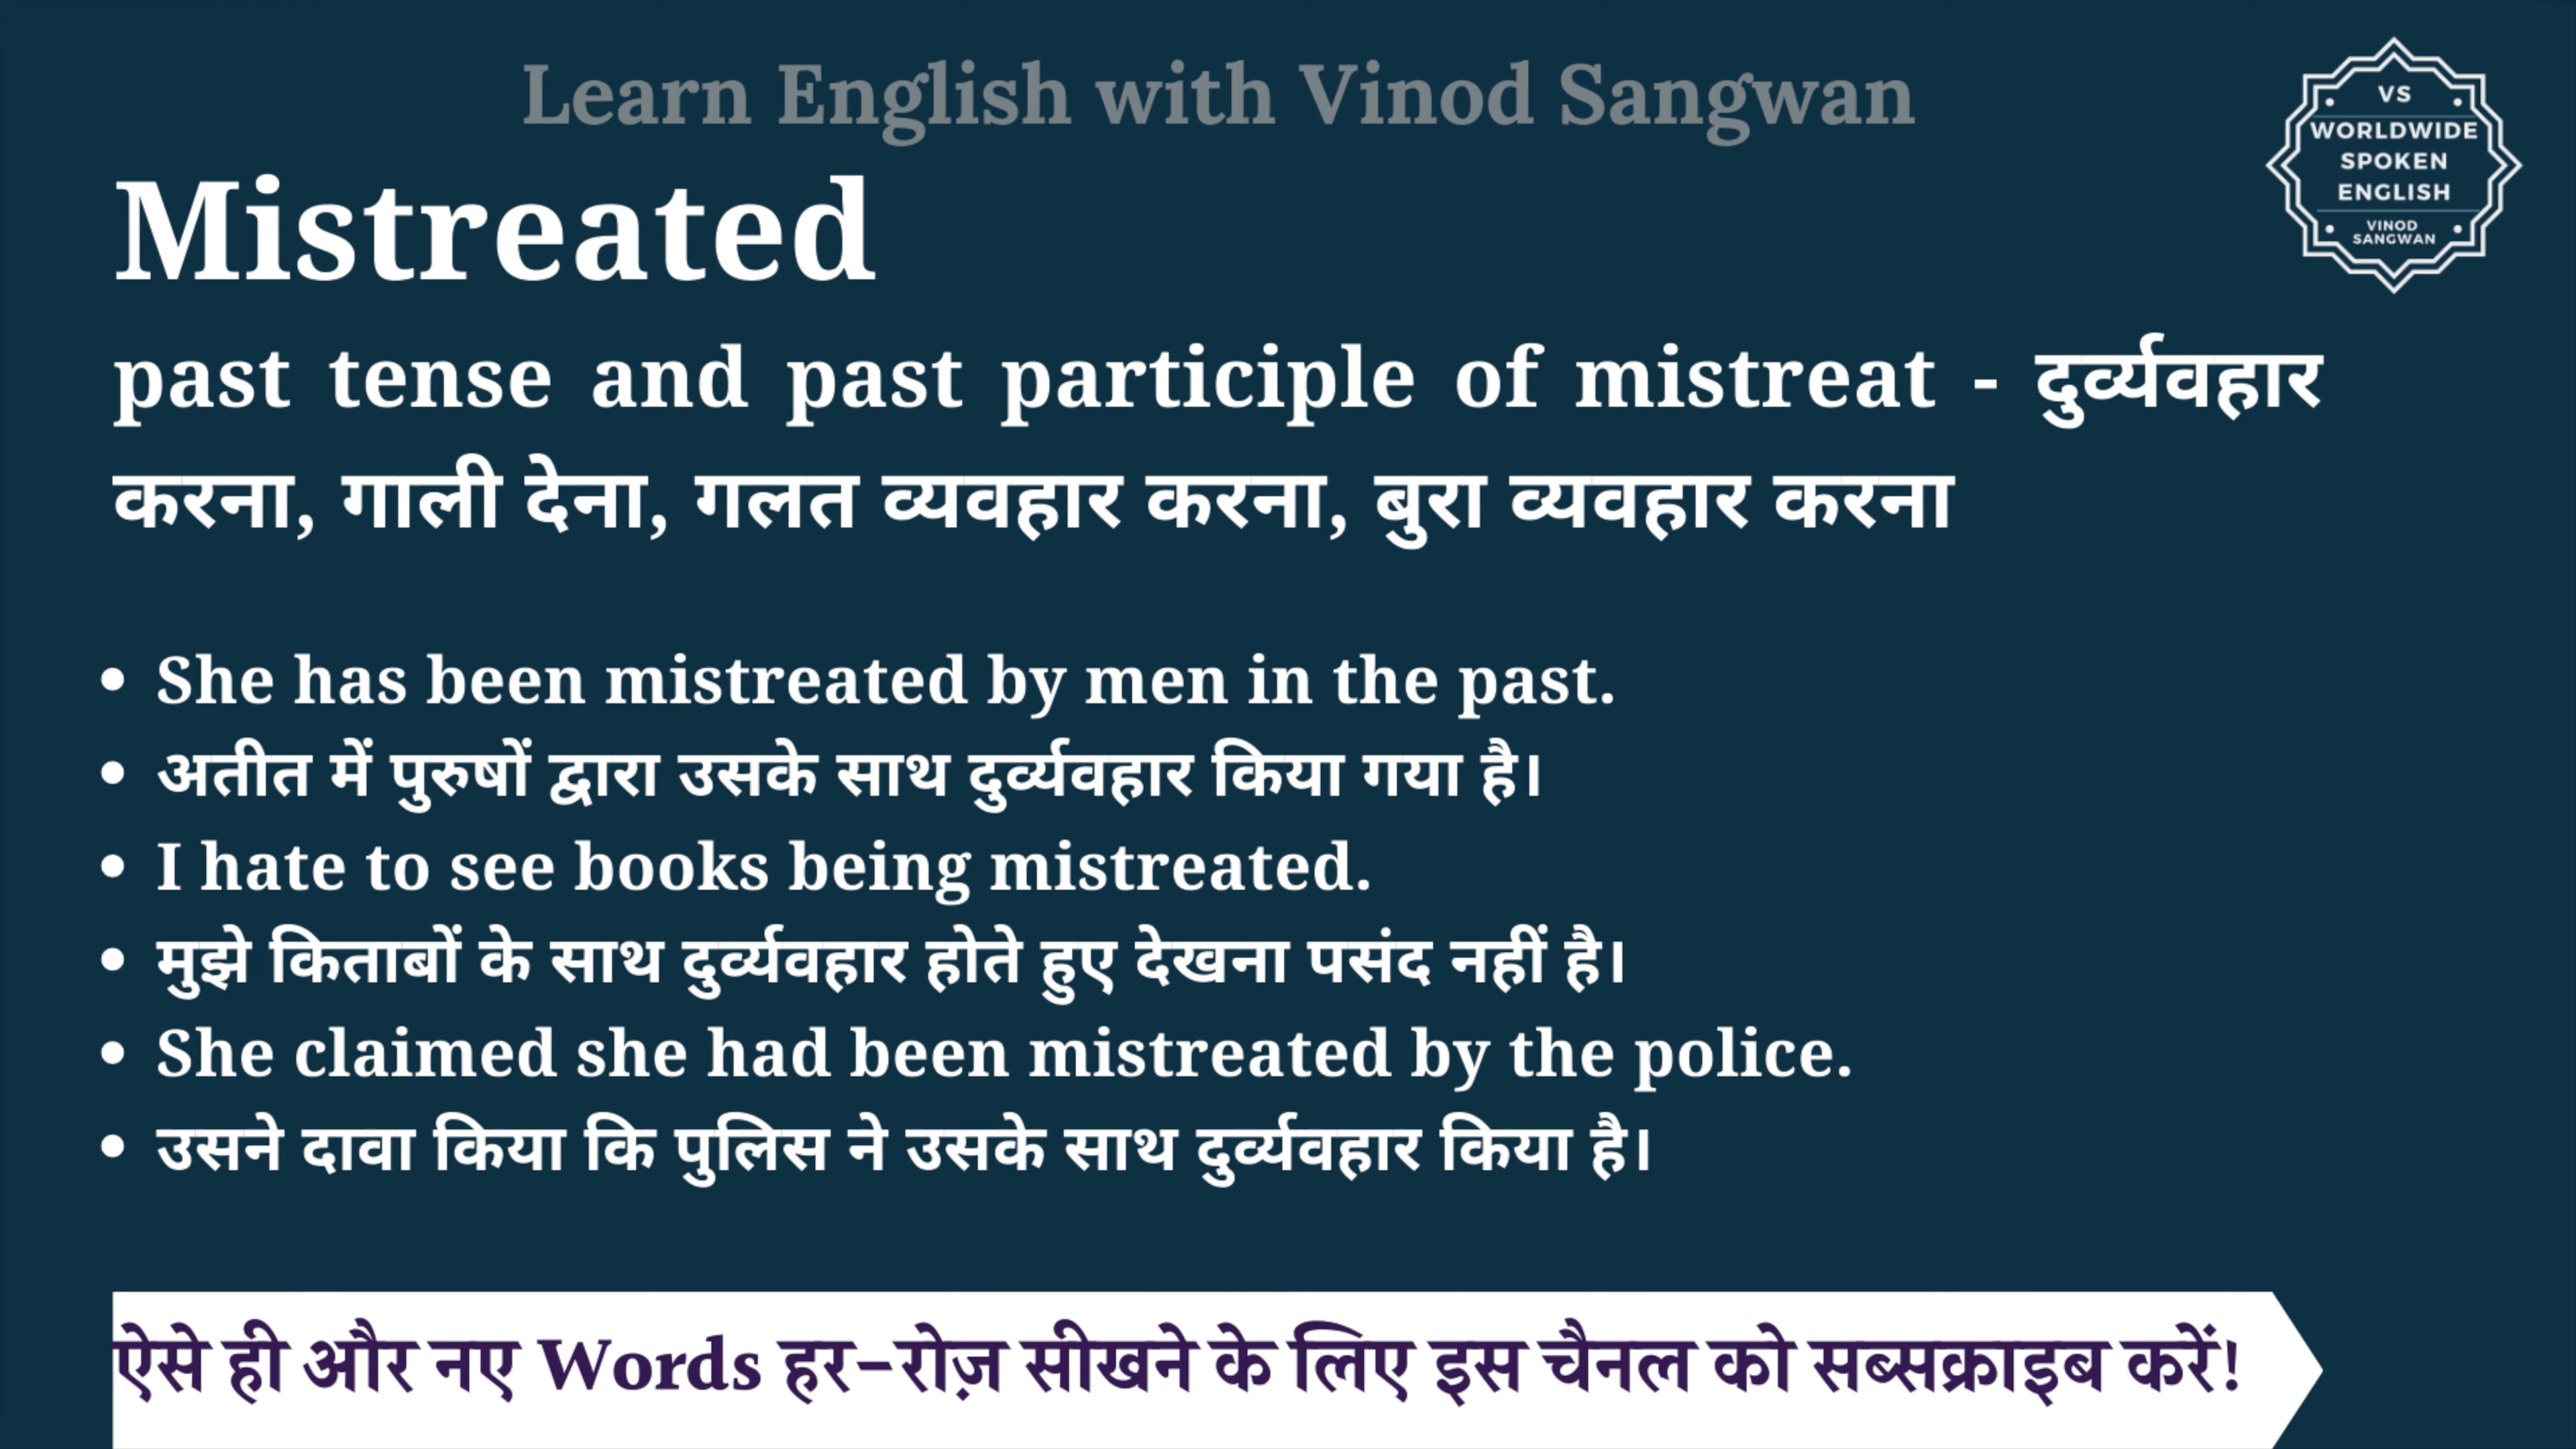 Learn English with Vinod Sangwan
VS
WORLDWIDE
SPOKEN
ENGLISH
VINOD
SANGWAN
Mistreated
past tense and past participle of mistreat - दुर्व्यवहार
करना, गाली देना, गलत व्यवहार करना, बुरा व्यवहार करना
• She has been mistreated by men in the past.
• अतीत में पुरुषों द्वारा उसके साथ दुर्व्यवहार किया गया है।
• I hate to see books being mistreated.
• मुझे किताबों के साथ दुर्व्यवहार होते हुए देखना पसंद नहीं है।
• She claimed she had been mistreated by the police.
• उसने दावा किया कि पुलिस ने उसके साथ दुर्व्यवहार किया है।
ऐसे ही और नए Words हर-रोज़ सीखने के लिए इस चैनल को सब्सक्राइब करें!